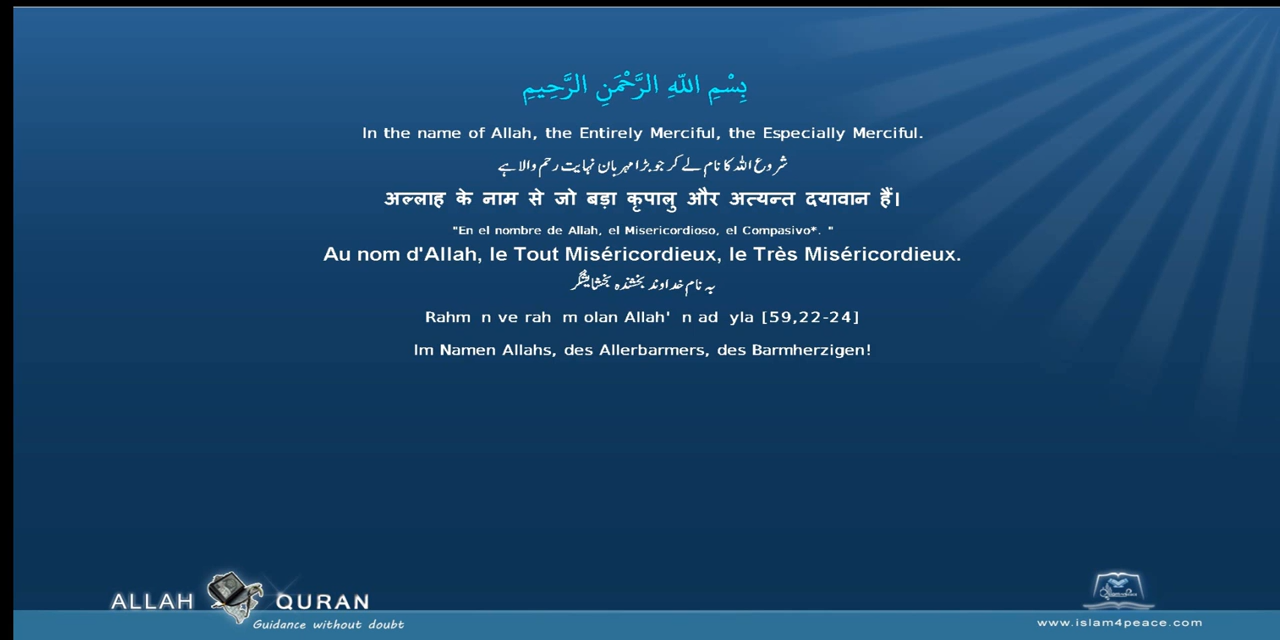 بِسْمِ اللّهِ الرَّحْمَنِ الرَّحِيمِ
In the name of Allah, the Entirely Merciful, the Especially Merciful.
شروع الله کا نام لے کر جو بڑا مہربان نہایت رحم والا ہے
अल्लाह के नाम से जो बड़ा कृपालु और अत्यन्त दयावान हैं।
"En el nombre de Allah, el Misericordioso, el Compasivo*. "
Au nom d'Allah, le Tout Miséricordieux, le Très Miséricordieux.
به نام خداوند بخشنده بخشایشگر
Rahm n ve rah m olan Allah' n ad yla [59,22-24]
Im Namen Allahs, des Allerbarmers, des Barmherzigen!
ALLAH QURAN
Guidance without doubt
www.islam4peace.com